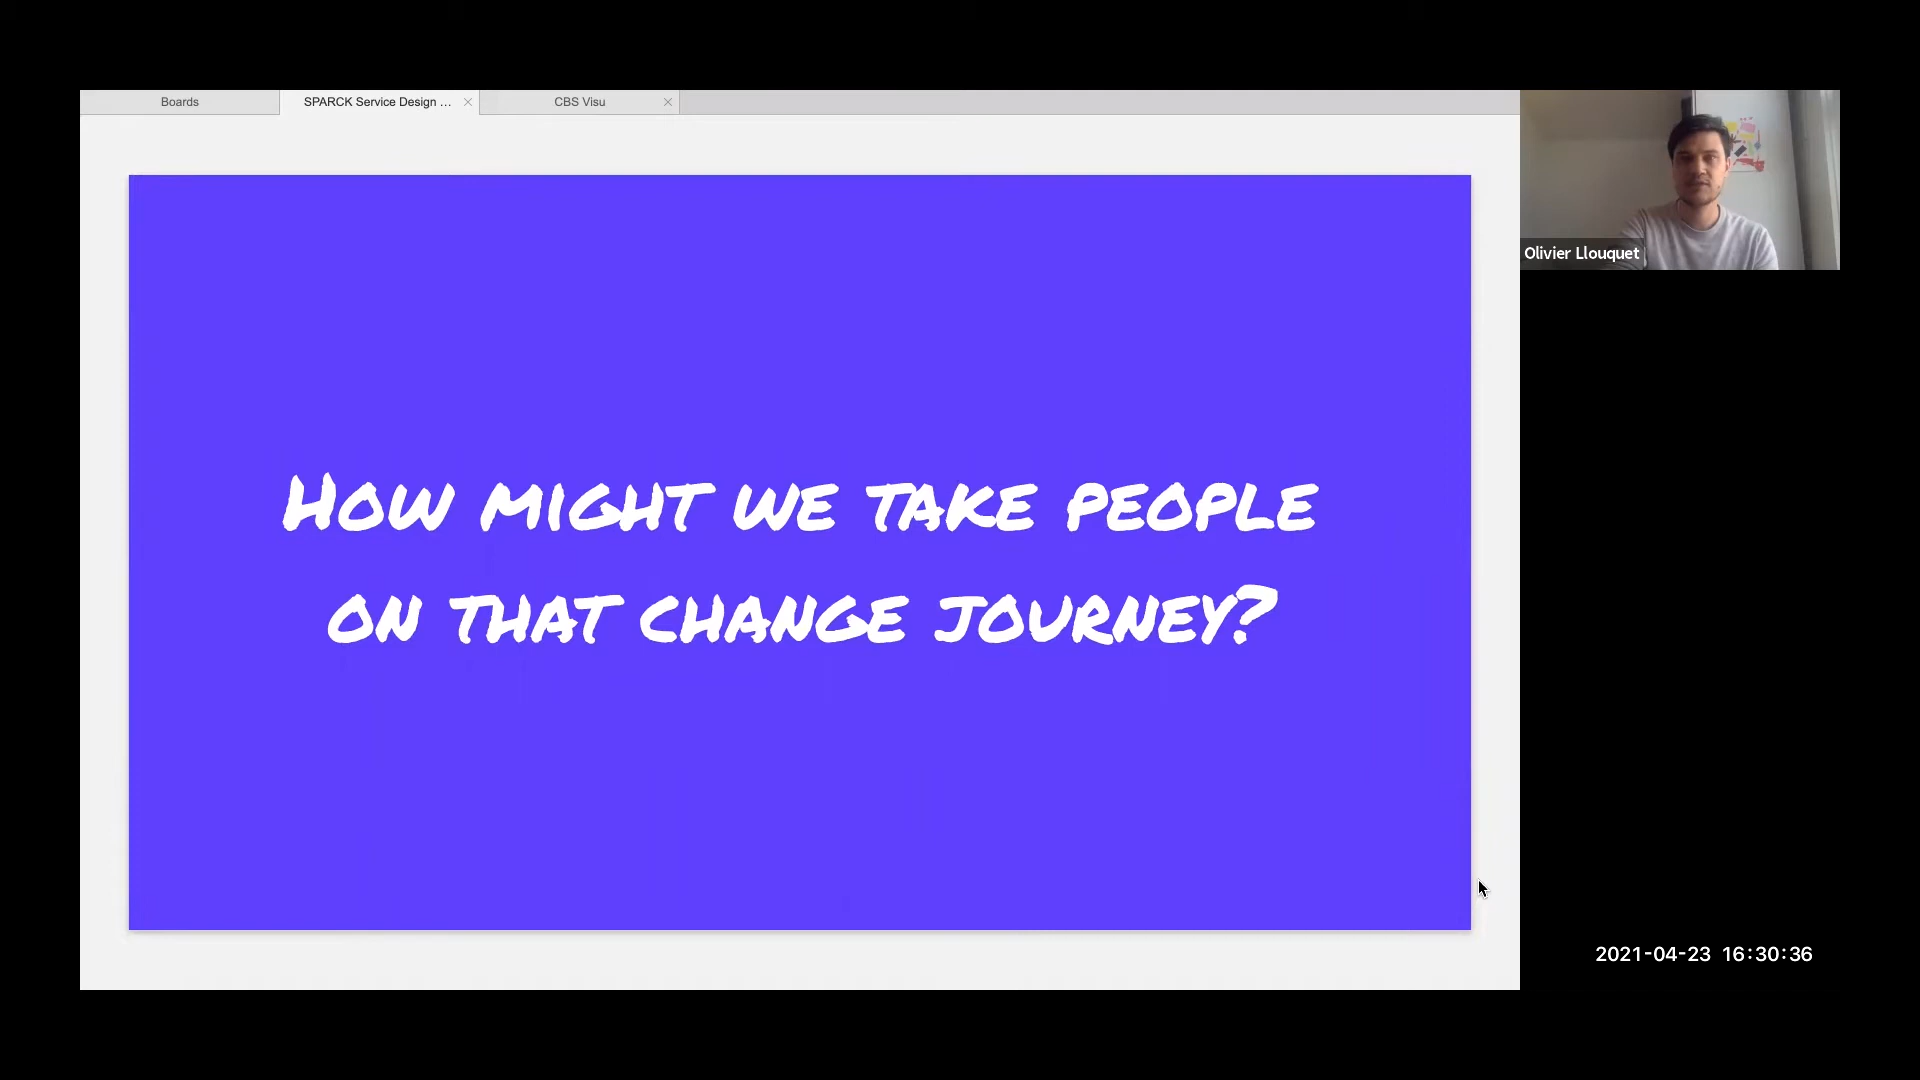 Boards
SPARCK Service Design ...
CBS Visu
Olivier Llouquet
How might we take people
on that change journey?
2021-04-23 16:30:36